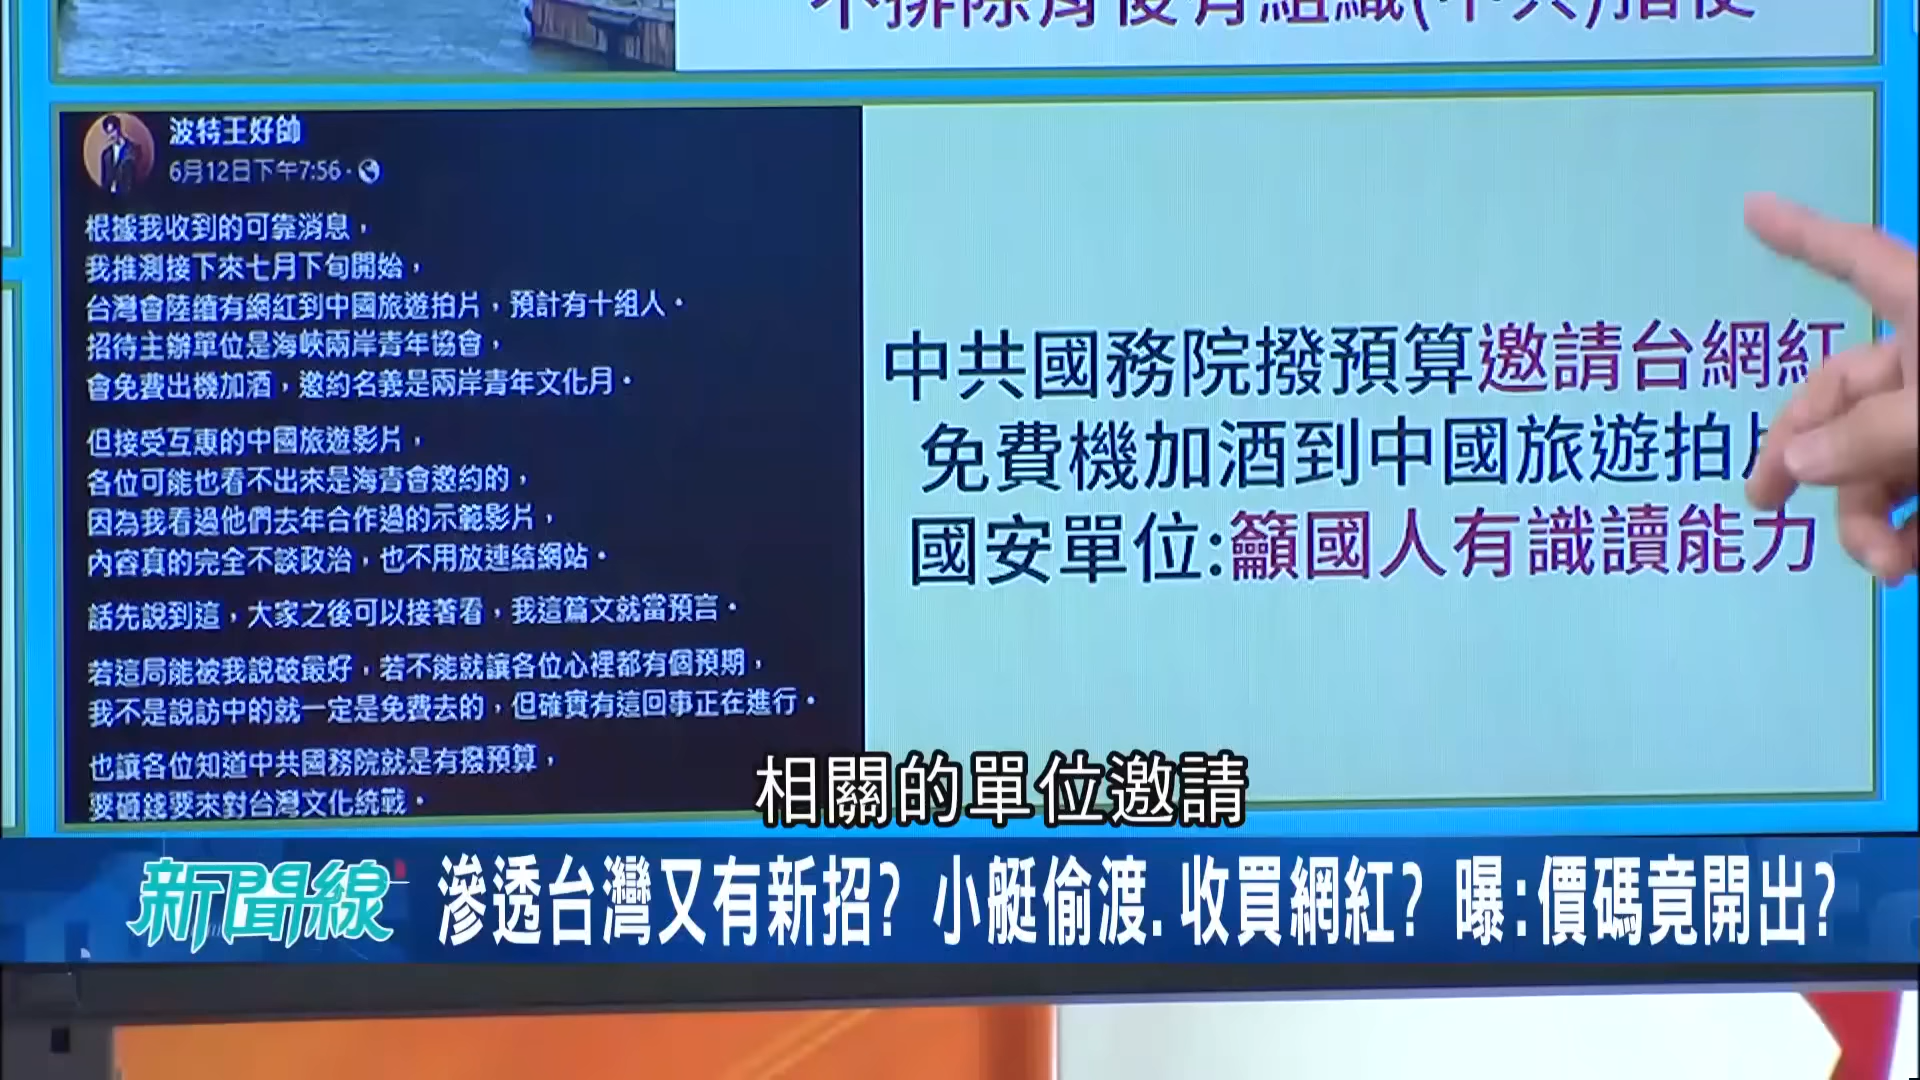 不排除背後有組織(中共)指使
波特王好帥
6月12日下午7:56
根據我收到的可靠消息，
我推測接下來七月下旬開始，
台灣會陸續有網紅到中國旅遊拍片，預計有十組人。
招待主辦單位是海峽兩岸青年協會，
會免費出機加酒，邀約名義是兩岸青年文化月。
但接受互惠的中國旅遊影片，
各位可能也看不出來是海青會邀約的，
因為我看過他們去年合作過的示範影片，
內容真的完全不談政治，也不用放連結網站。
話先說到這，大家之後可以接著看，我這篇文就當預言。
若這局能被我說破最好，若不能就讓各位心裡都有個預期，
我不是說訪中的就一定是免費去的，但確實有這回事正在進行。
也讓各位知道中共國務院就是有撥預算，
要砸錢要來對台灣文化統戰。
中共國務院撥預算邀請台網紅
免費機加酒到中國旅遊拍片
國安單位:籲國人有識讀能力
相關的單位邀請
新聞線
滲透台灣又有新招? 小艇偷渡.收買網紅? 曝:價碼竟開出?